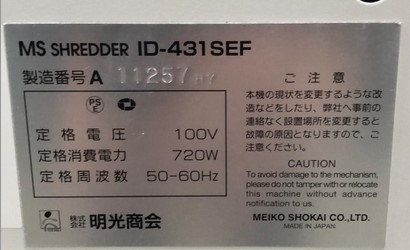 MS SHREDDER ID-431SEF
製造番号 A 11257
PS E
定格電圧 100V
定格消費電力 720W
定格周波数 50-60Hz
株式会社 明光商会
ご注意
本機の現状を変更するような改
造などをしたり、弊社へ事前の
連絡なく設置場所を変更すると
故障の原因となりますので、ご
注意ください。
CAUTION
To avoid damage to the mechanism,
please do not tamper with or relocate
this machine without advance
notification to us.
MEIKO SHOKAI CO.,LTD.
MADE IN JAPAN